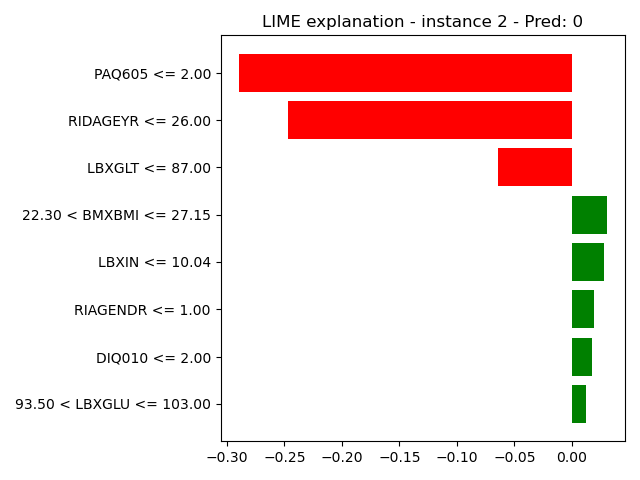 LIME explanation - instance 2 - Pred: 0
PAQ605 <= 2.00
RIDAGEYR <= 26.00
LBXGLT <= 87.00
22.30 < BMXBMI <= 27.15
LBXIN <= 10.04
RIAGENDR <= 1.00
DIQ010 <= 2.00
93.50 < LBXGLU <= 103.00
−0.30 −0.25 −0.20 −0.15 −0.10 −0.05 0.00